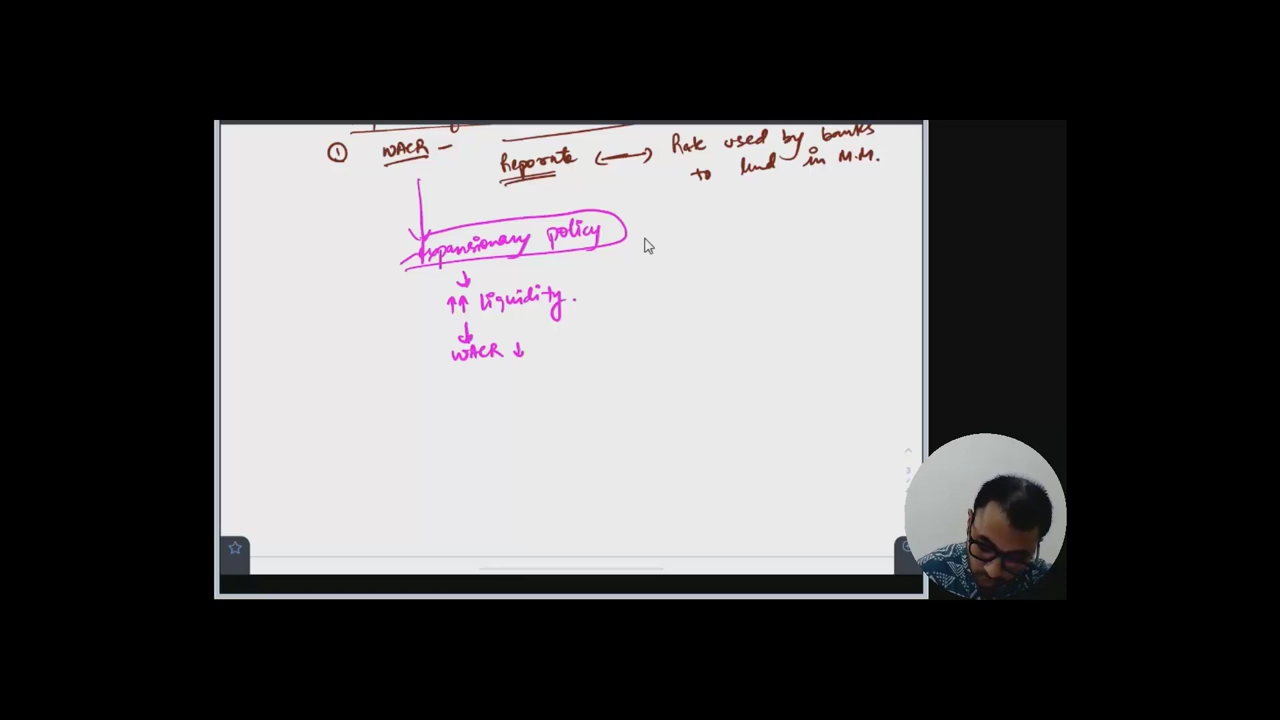 ① WACR –
Reporate ⟷ Rate used by banks
to lend in M.M.
Expansionary policy
↓
↑↑ liquidity.
↓
WACR ↓